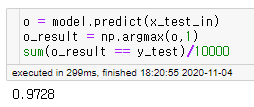 o = model.predict(x_test_in)
o_result = np.argmax(o,1)
sum(o_result == y_test)/10000
executed in 299ms, finished 18:20:55 2020-11-04
0.9728